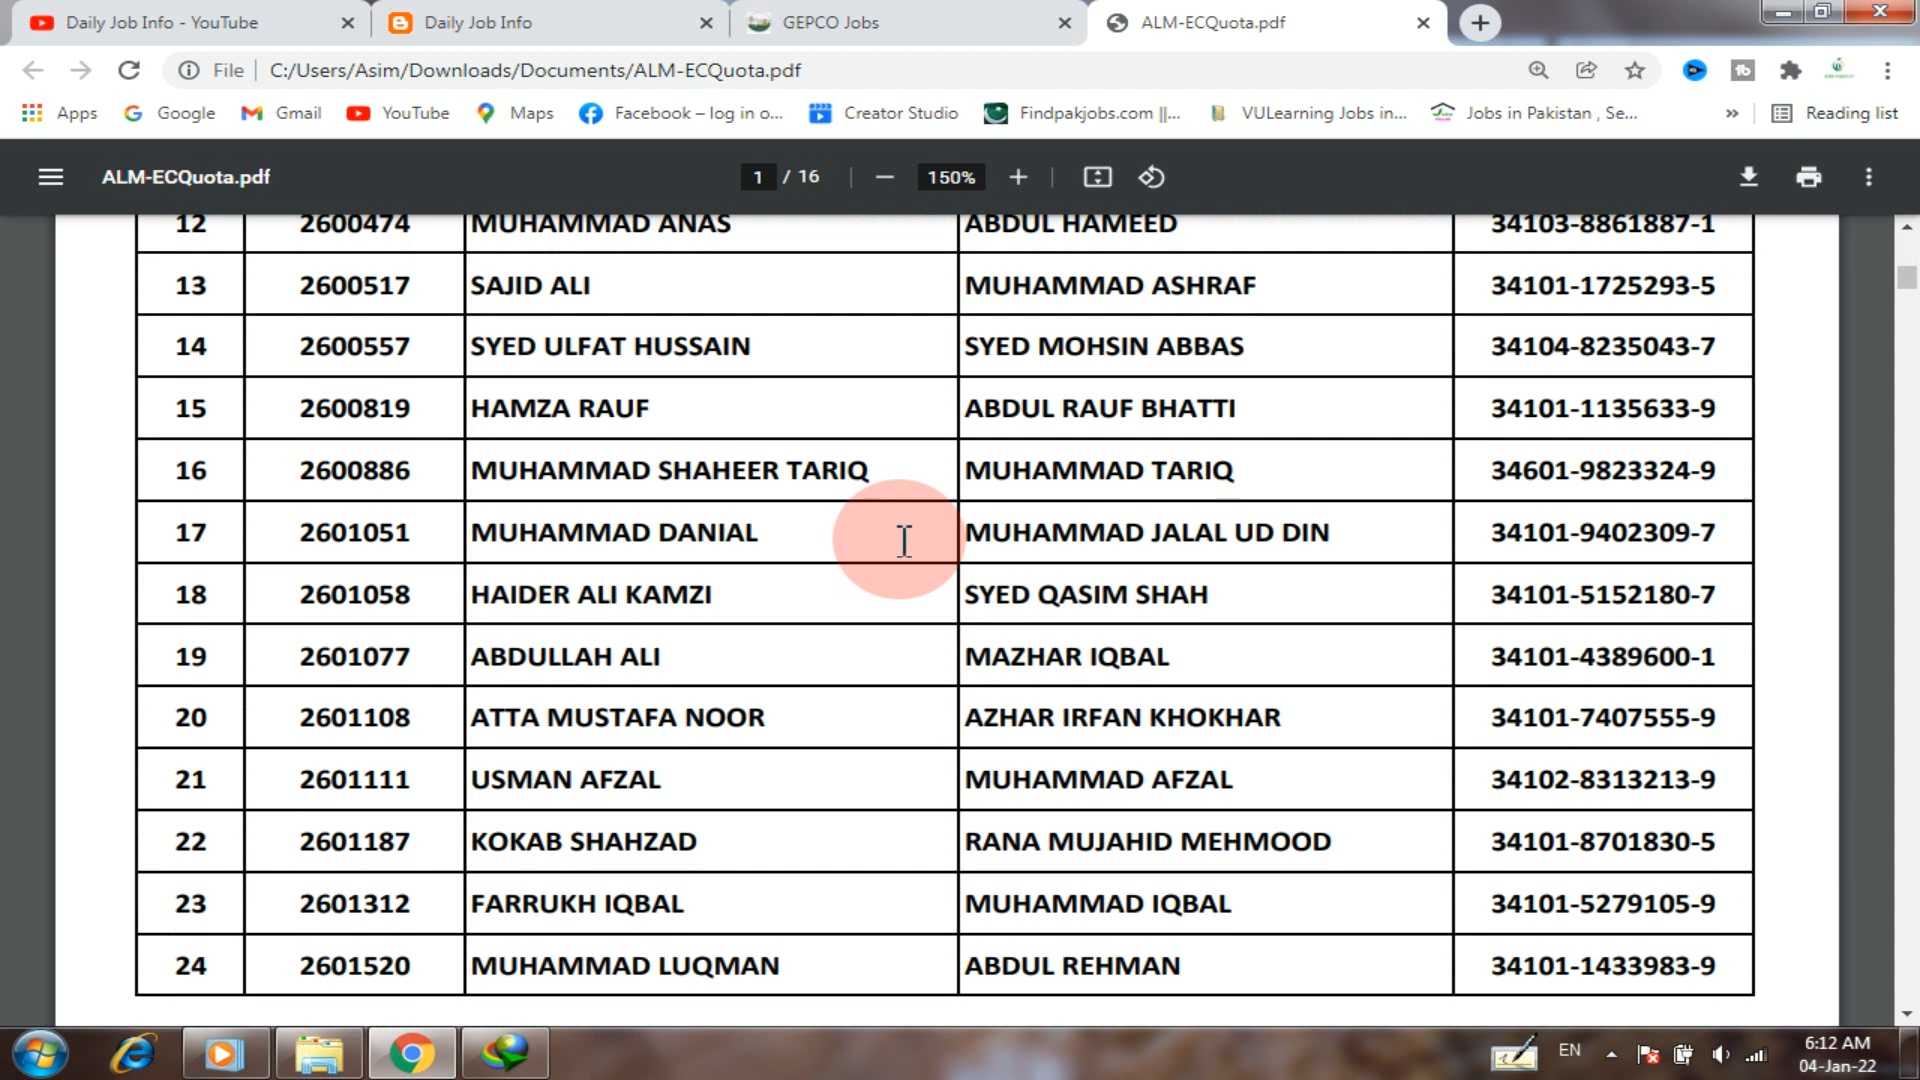 Daily Job Info - YouTube
Daily Job Info
GEPCO Jobs
ALM-ECQuota.pdf
File C:/Users/Asim/Downloads/Documents/ALM-ECQuota.pdf
Apps Google Gmail YouTube Maps Facebook – log in o... Creator Studio Findpakjobs.com ||... VULearning Jobs in... Jobs in Pakistan , Se... » Reading list
ALM-ECQuota.pdf 1 / 16 150%
12 2600474 MUHAMMAD ANAS ABDUL HAMEED 34103-8861887-1
13 2600517 SAJID ALI MUHAMMAD ASHRAF 34101-1725293-5
14 2600557 SYED ULFAT HUSSAIN SYED MOHSIN ABBAS 34104-8235043-7
15 2600819 HAMZA RAUF ABDUL RAUF BHATTI 34101-1135633-9
16 2600886 MUHAMMAD SHAHEER TARIQ MUHAMMAD TARIQ 34601-9823324-9
17 2601051 MUHAMMAD DANIAL MUHAMMAD JALAL UD DIN 34101-9402309-7
18 2601058 HAIDER ALI KAMZI SYED QASIM SHAH 34101-5152180-7
19 2601077 ABDULLAH ALI MAZHAR IQBAL 34101-4389600-1
20 2601108 ATTA MUSTAFA NOOR AZHAR IRFAN KHOKHAR 34101-7407555-9
21 2601111 USMAN AFZAL MUHAMMAD AFZAL 34102-8313213-9
22 2601187 KOKAB SHAHZAD RANA MUJAHID MEHMOOD 34101-8701830-5
23 2601312 FARRUKH IQBAL MUHAMMAD IQBAL 34101-5279105-9
24 2601520 MUHAMMAD LUQMAN ABDUL REHMAN 34101-1433983-9
EN
6:12 AM
04-Jan-22